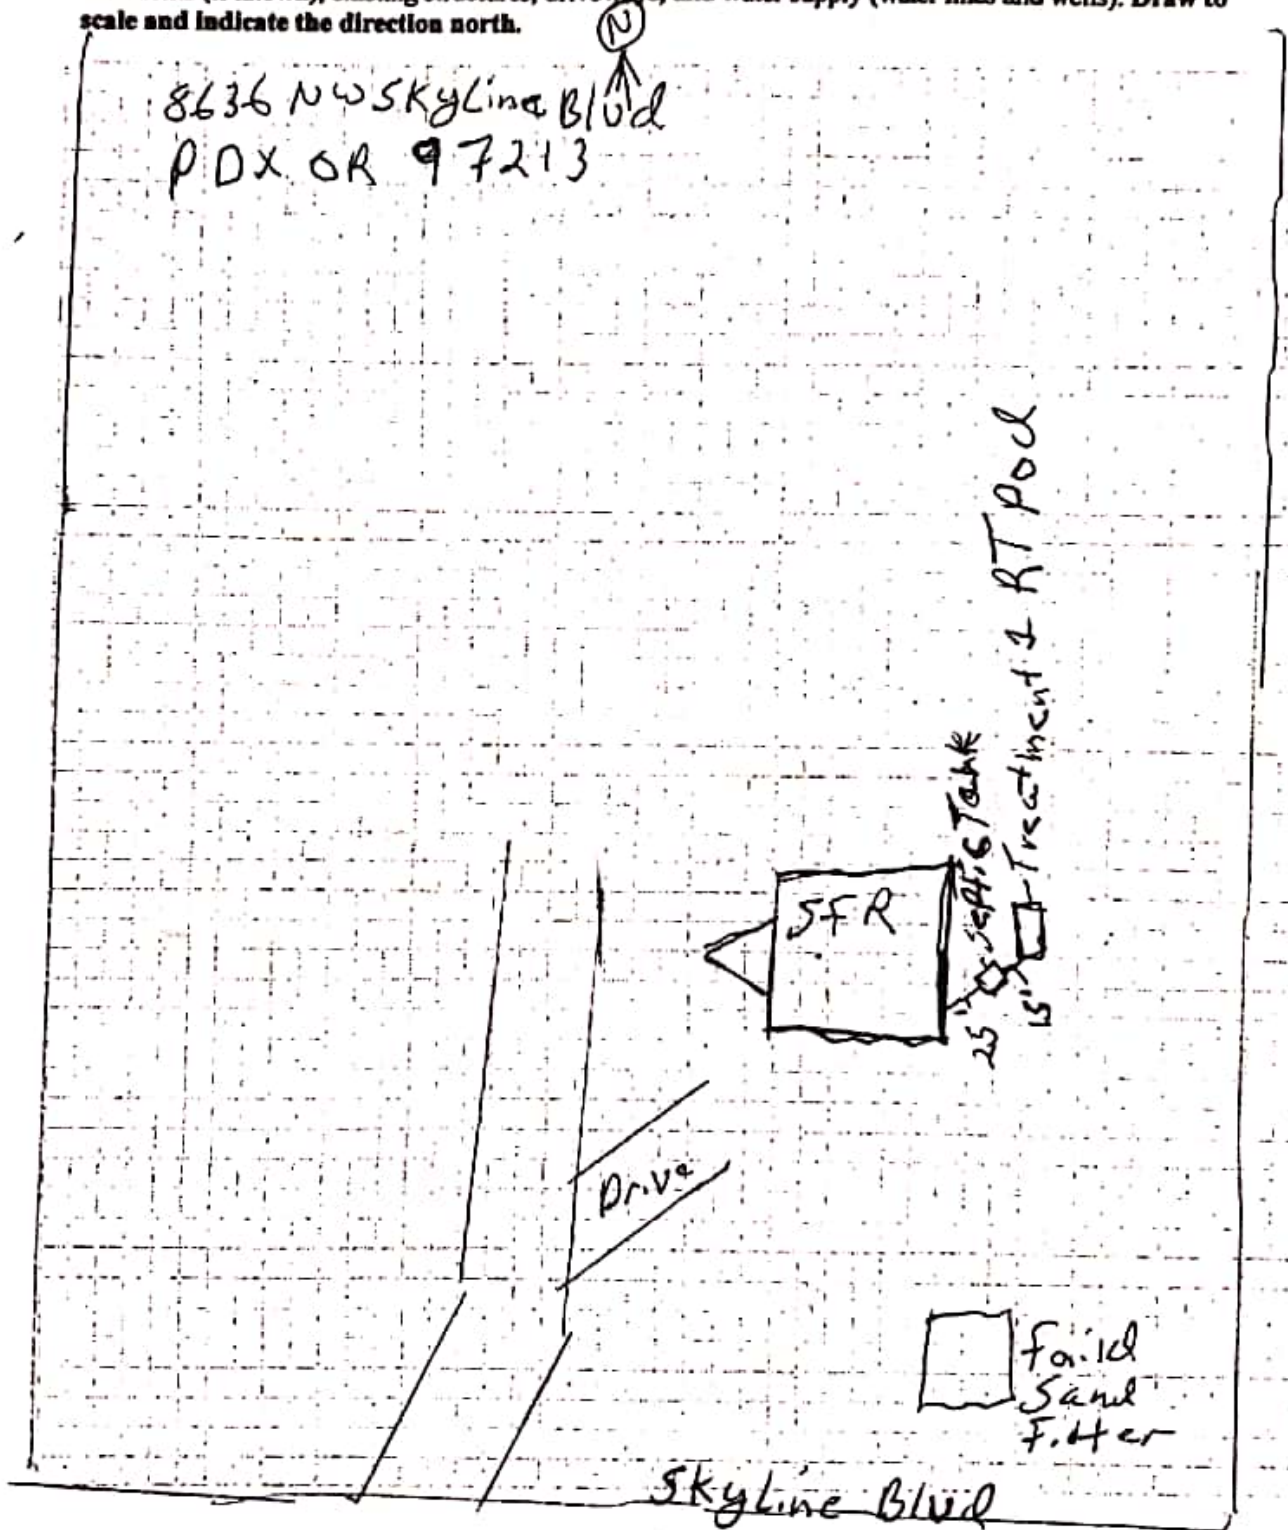 scale and indicate the direction north.
N
8636 NW Skyline Blvd
PDX OR 97213
Treatment 1 RT Pod
Septic Tank
SFR
25'
15'
Drive
Faild
Sand
Filter
Skyline Blvd